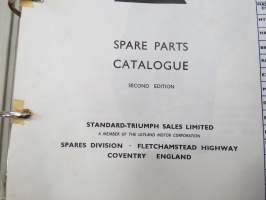 SPARE PARTS
CATALOGUE
SECOND EDITION
STANDARD-TRIUMPH SALES LIMITED
A MEMBER OF THE LEYLAND MOTOR CORPORATION
SPARES DIVISION · FLETCHAMSTEAD HIGHWAY
COVENTRY ENGLAND